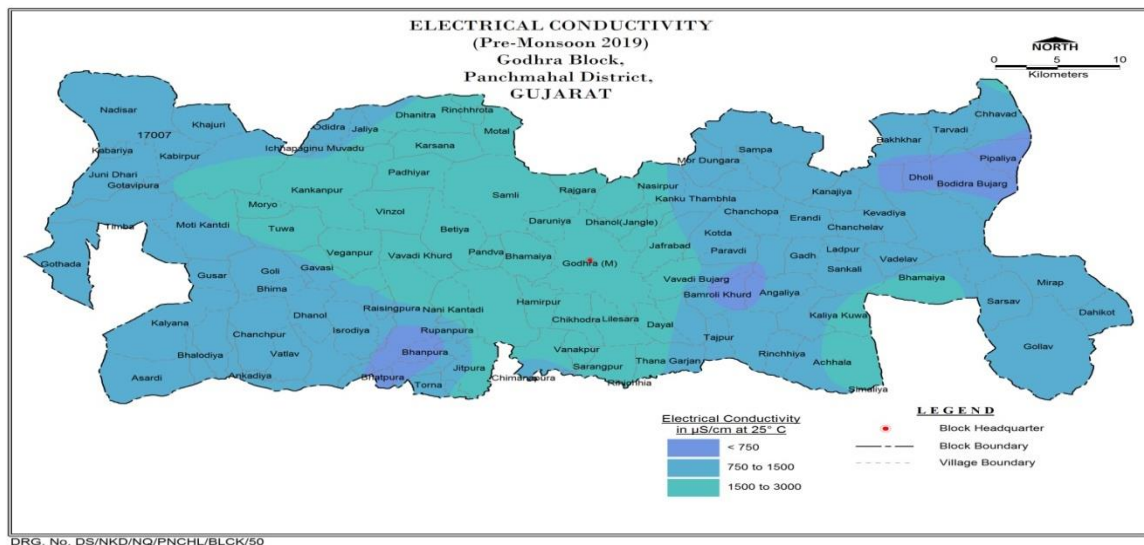 ELECTRICAL CONDUCTIVITY
(Pre-Monsoon 2019)
Godhra Block,
Panchmahal District,
GUJARAT
NORTH
0 5 10
Kilometers
Nadisar
17007
Khajuri
Kabariya
Kabirpur
Juni Dhari
Gotavipura
Timba
Gothada
Moti Kantdi
Odidra
Jaliya
Ichhapaginu Muvadu
Dhanitra
Rinchhrota
Motal
Karsana
Padhiyar
Kankanpur
Moryo
Tuwa
Vinzol
Samli
Rajgara
Nasirpur
Betiya
Daruniya
Dhanol(Jangle)
Veganpur
Vavadi Khurd
Pandva
Bhamaiya
Godhra (M)
Jafrabad
Mor Dungara
Sampa
Kanku Thambhla
Chanchopa
Kanajiya
Erandi
Kevadiya
Chanchelav
Kotda
Paravdi
Gadh
Ladpur
Sankali
Vadelav
Bakhkhar
Tarvadi
Chhavad
Pipaliya
Dholi
Bodidra Bujarg
Vavadi Bujarg
Bamroli Khurd
Angaliya
Bhamaiya
Kaliya Kuwa
Sarsav
Mirap
Dahikot
Gollav
Gusar
Goli
Gavasi
Bhima
Kalyana
Chanchpur
Dhanol
Isrodiya
Raisingpura
Nani Kantadi
Rupanpura
Bhanpura
Bhalodiya
Vatlav
Asardi
Ankadiya
Bhatpura
Torna
Jitpura
Chimanapura
Hamirpur
Chikhodra
Lilesara
Dayal
Vanakpur
Sarangpur
Thana Garjan
Tajpur
Rinchhiya
Achhala
Simaliya
Electrical Conductivity
in µS/cm at 25° C
< 750
750 to 1500
1500 to 3000
LEGEND
Block Headquarter
Block Boundary
Village Boundary
DRG. No. DS/NKD/NQ/PNCHL/BLCK/50